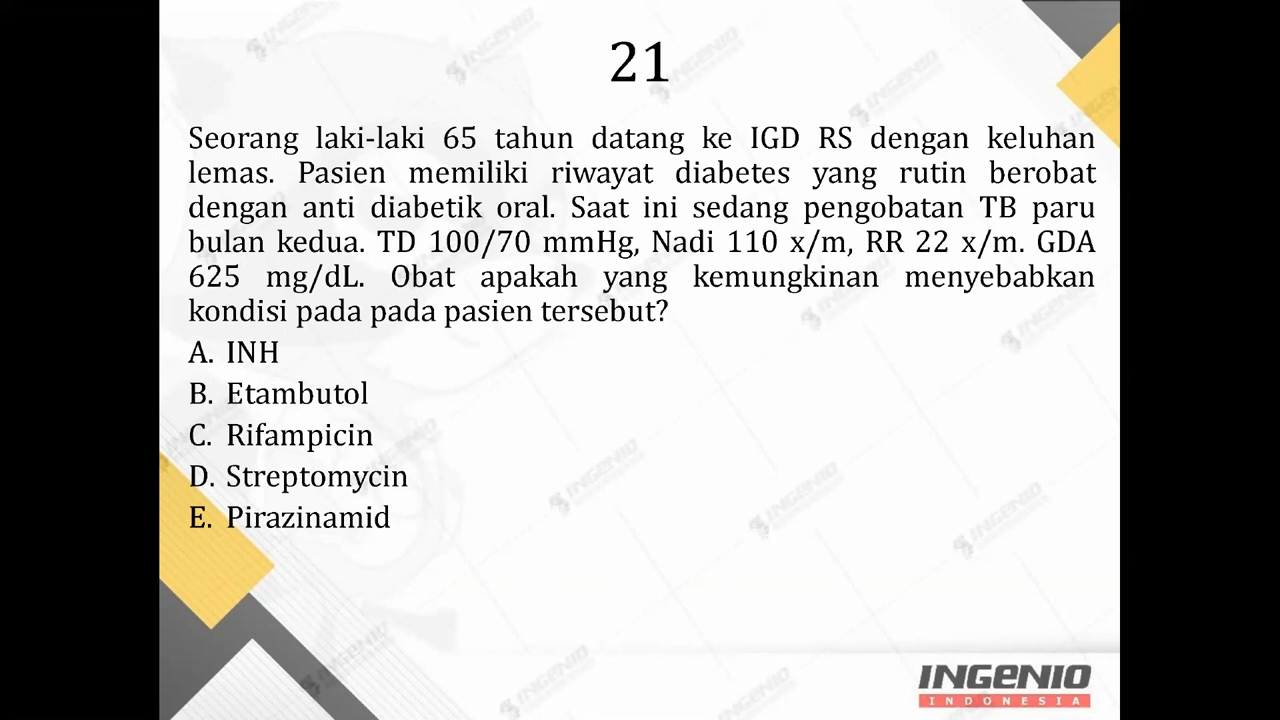 21
Seorang laki-laki 65 tahun datang ke IGD RS dengan keluhan
lemas. Pasien memiliki riwayat diabetes yang rutin berobat
dengan anti diabetik oral. Saat ini sedang pengobatan TB paru
bulan kedua. TD 100/70 mmHg, Nadi 110 x/m, RR 22 x/m. GDA
625 mg/dL. Obat apakah yang kemungkinan menyebabkan
kondisi pada pada pasien tersebut?
A. INH
B. Etambutol
C. Rifampicin
D. Streptomycin
E. Pirazinamid
INGENIO
INDONESIA